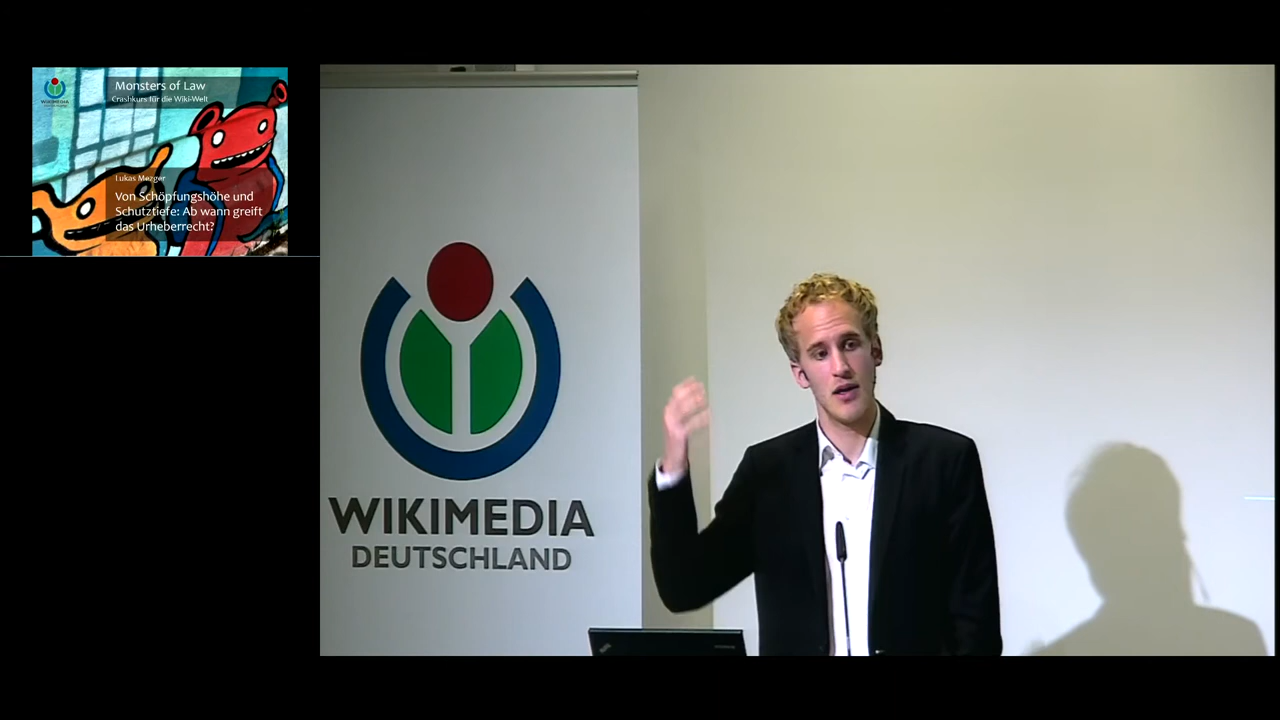 WIKIMEDIA
Monsters of Law
Crashkurs für die Wiki-Welt
Lukas Mezger
Von Schöpfungshöhe und
Schutztiefe: Ab wann greift
das Urheberrecht?
WIKIMEDIA
DEUTSCHLAND